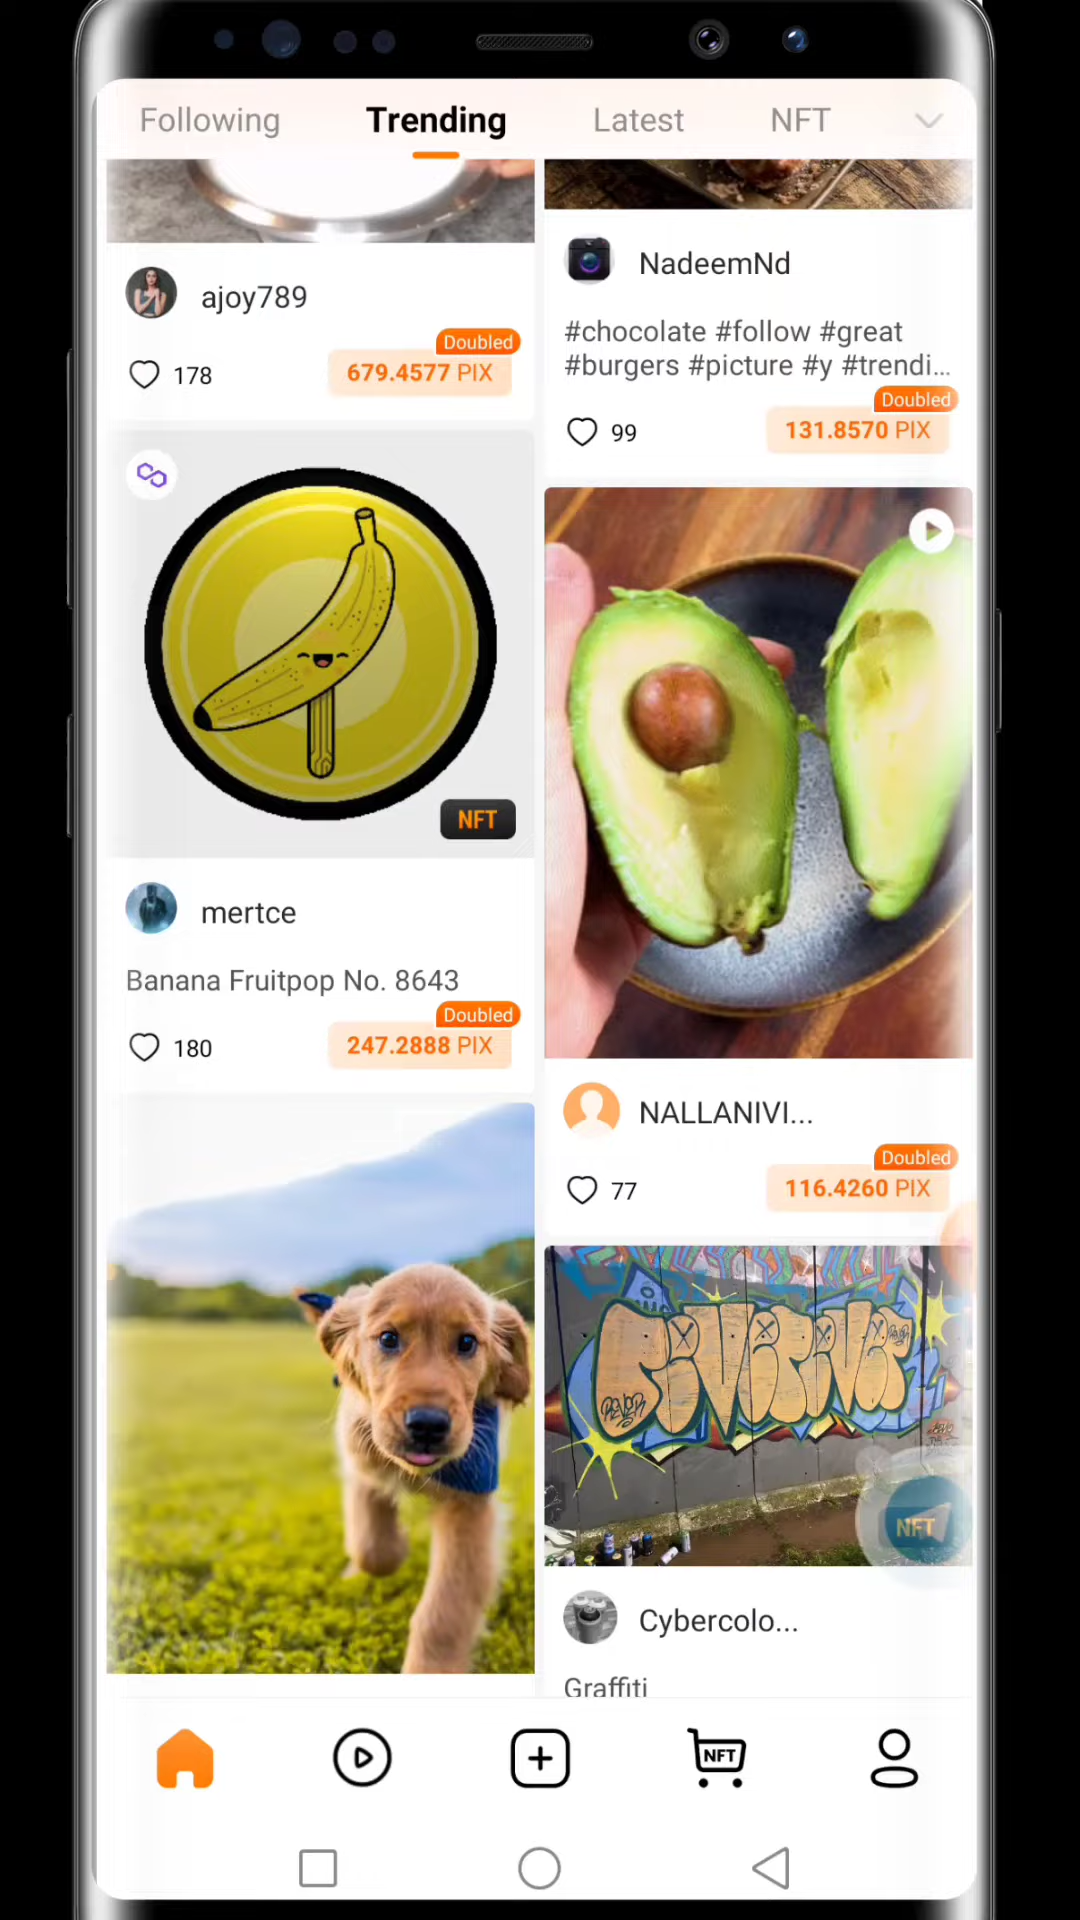 Following Trending Latest NFT
ajoy789
Doubled
178 679.4577 PIX
NadeemNd
#chocolate #follow #great
#burgers #picture #y #trendi...
Doubled
99 131.8570 PIX
NFT
mertce
Banana Fruitpop No. 8643
Doubled
180 247.2888 PIX
NALLANIVI...
Doubled
77 116.4260 PIX
REVER
NFT
Cybercolo...
Graffiti
NFT